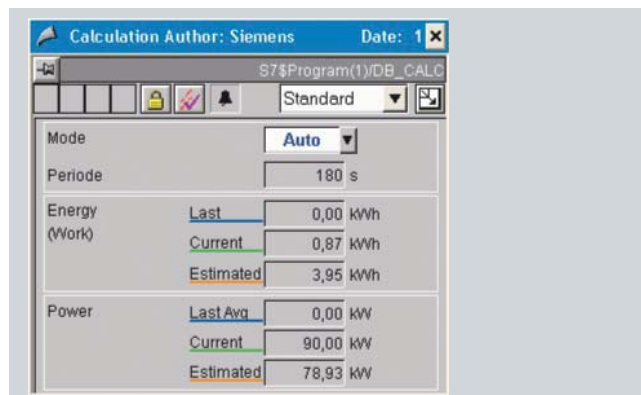 Calculation Author: Siemens Date: 1
S7$Program(1)/DB_CALC
Standard
Mode Auto
Periode 180 s
Energy Last 0,00 kWh
(Work) Current 0,87 kWh
Estimated 3,95 kWh
Power Last Avg 0,00 kW
Current 90,00 kW
Estimated 78,93 kW